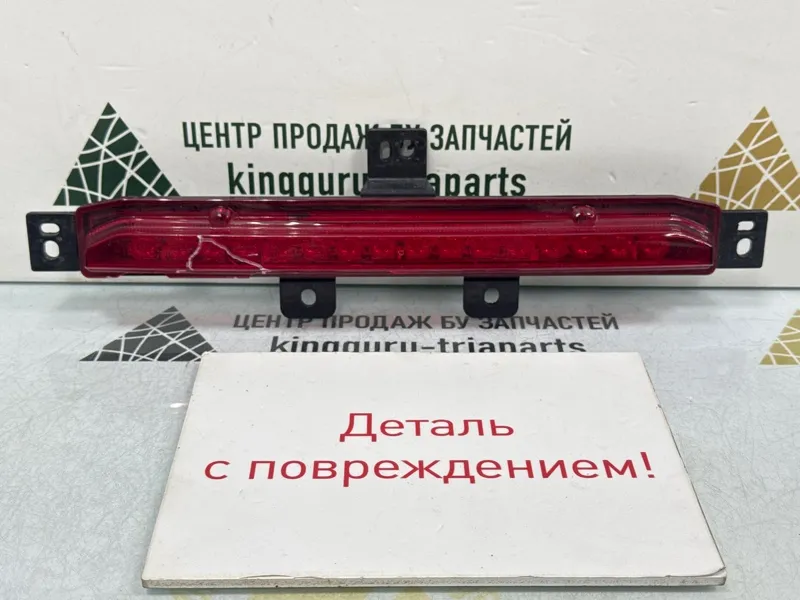 ЦЕНТР ПРОДАЖ БУ ЗАПЧАСТЕЙ
kingguru-triaparts
ЦЕНТР ПРОДАЖ БУ ЗАПЧАСТЕЙ
kingguru-triaparts
Деталь
с повреждением!